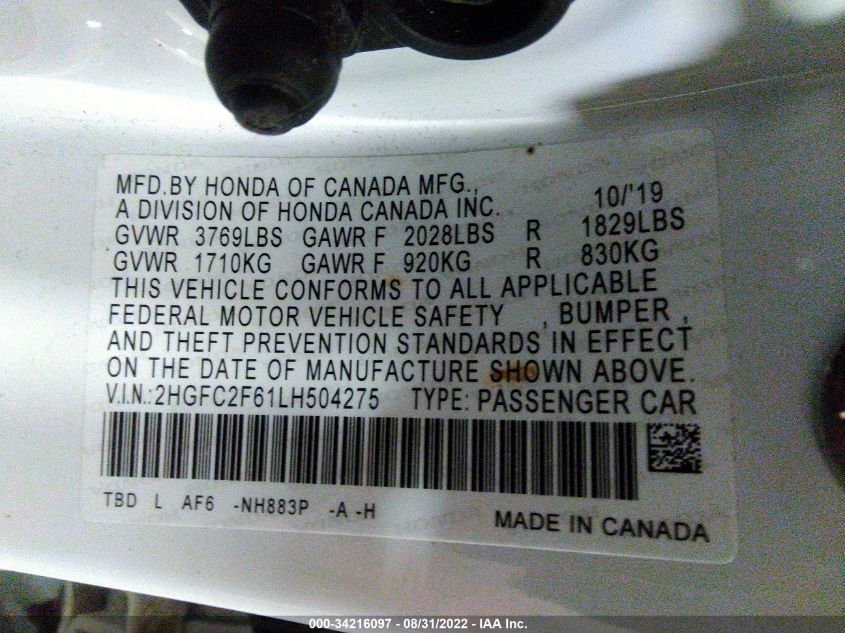 MFD.BY HONDA OF CANADA MFG., 10/'19
A DIVISION OF HONDA CANADA INC.
GVWR 3769LBS GAWR F 2028LBS R 1829LBS
GVWR 1710KG GAWR F 920KG R 830KG
THIS VEHICLE CONFORMS TO ALL APPLICABLE
FEDERAL MOTOR VEHICLE SAFETY , BUMPER ,
AND THEFT PREVENTION STANDARDS IN EFFECT
ON THE DATE OF MANUFACTURE SHOWN ABOVE.
V.I.N.:2HGFC2F61LH504275 TYPE: PASSENGER CAR
TBD L AF6 -NH883P -A -H
MADE IN CANADA
000-34216097 - 08/31/2022 - IAA Inc.